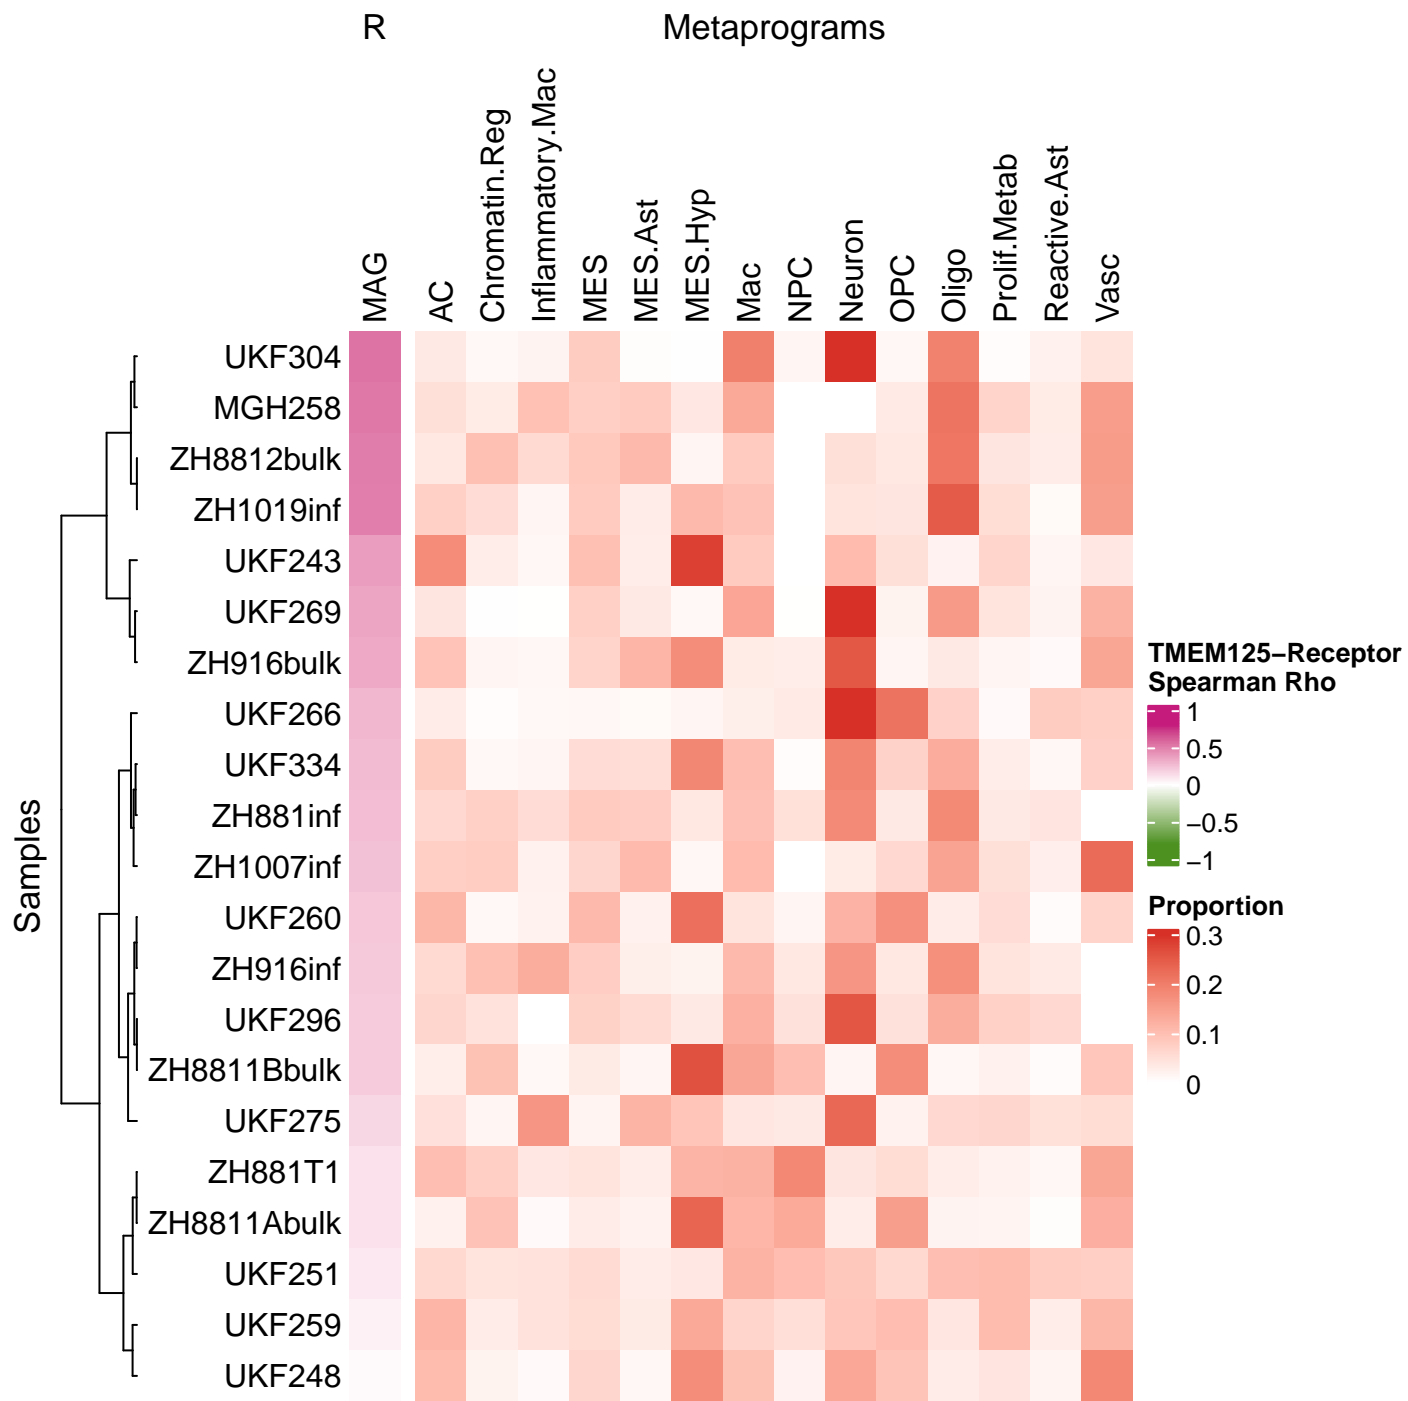 R
Metaprograms
MAG
AC
Chromatin.Reg
Inflammatory.Mac
MES
MES.Ast
MES.Hyp
Mac
NPC
Neuron
OPC
Oligo
Prolif.Metab
Reactive.Ast
Vasc
Samples
UKF304
MGH258
ZH8812bulk
ZH1019inf
UKF243
UKF269
ZH916bulk
UKF266
UKF334
ZH881inf
ZH1007inf
UKF260
ZH916inf
UKF296
ZH8811Bbulk
UKF275
ZH881T1
ZH8811Abulk
UKF251
UKF259
UKF248
TMEM125−Receptor
Spearman Rho
1
0.5
0
−0.5
−1
Proportion
0.3
0.2
0.1
0